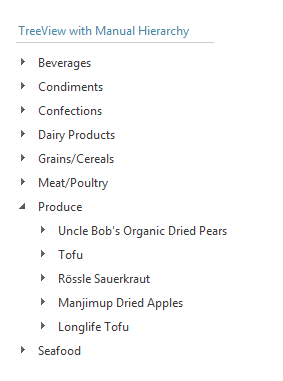 TreeView with Manual Hierarchy
Beverages
Condiments
Confections
Dairy Products
Grains/Cereals
Meat/Poultry
Produce
Uncle Bob's Organic Dried Pears
Tofu
Rössle Sauerkraut
Manjimup Dried Apples
Longlife Tofu
Seafood